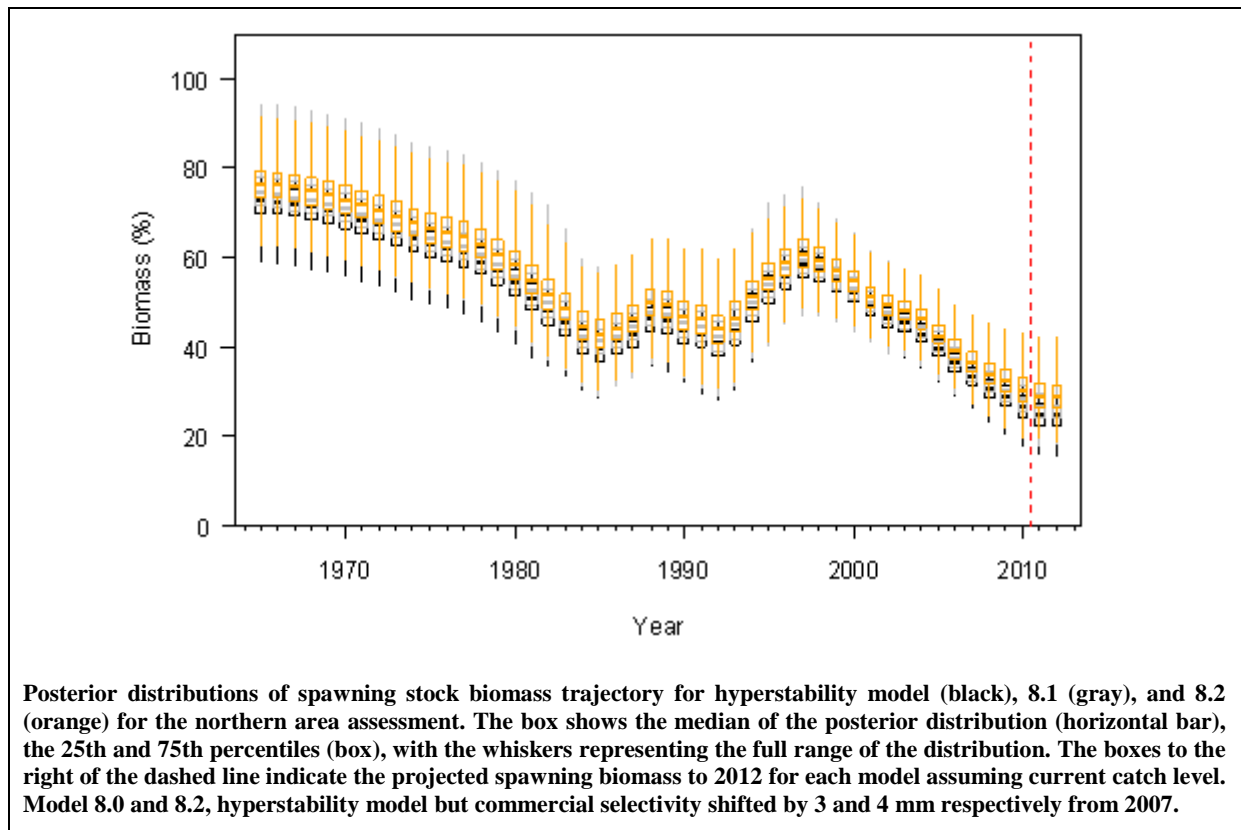 100
80
60
40
20
0
Biomass (%)
1970 1980 1990 2000 2010
Year
Posterior distributions of spawning stock biomass trajectory for hyperstability model (black), 8.1 (gray), and 8.2
(orange) for the northern area assessment. The box shows the median of the posterior distribution (horizontal bar),
the 25th and 75th percentiles (box), with the whiskers representing the full range of the distribution. The boxes to the
right of the dashed line indicate the projected spawning biomass to 2012 for each model assuming current catch level.
Model 8.0 and 8.2, hyperstability model but commercial selectivity shifted by 3 and 4 mm respectively from 2007.